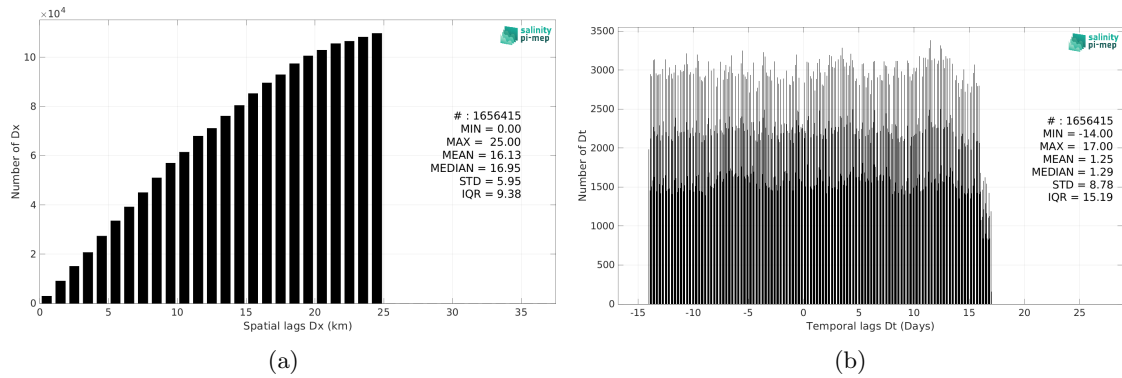 ×10⁴
10
8
6
4
2
0
Number of Dx
0 5 10 15 20 25 30 35
Spatial lags Dx (km)
salinity
pi-mep
# : 1656415
MIN = 0.00
MAX = 25.00
MEAN = 16.13
MEDIAN = 16.95
STD = 5.95
IQR = 9.38
(a)
3500
3000
2500
2000
1500
1000
500
0
Number of Dt
-15 -10 -5 0 5 10 15 20 25
Temporal lags Dt (Days)
salinity
pi-mep
# : 1656415
MIN = -14.00
MAX = 17.00
MEAN = 1.25
MEDIAN = 1.29
STD = 8.78
IQR = 15.19
(b)